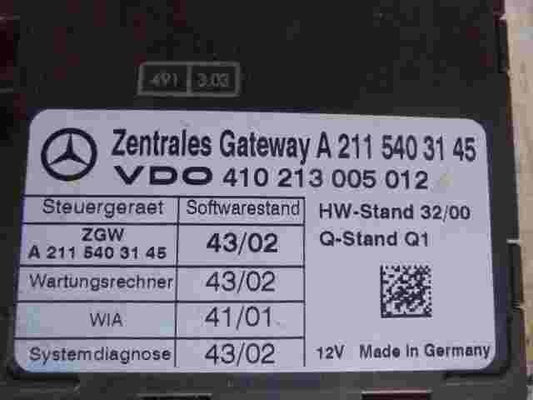 491 3.03
Zentrales Gateway A 211 540 31 45
VDO 410 213 005 012
Steuergeraet Softwarestand HW-Stand 32/00
ZGW
A 211 540 31 45 43/02 Q-Stand Q1
Wartungsrechner 43/02
WIA 41/01
Systemdiagnose 43/02 12V Made in Germany